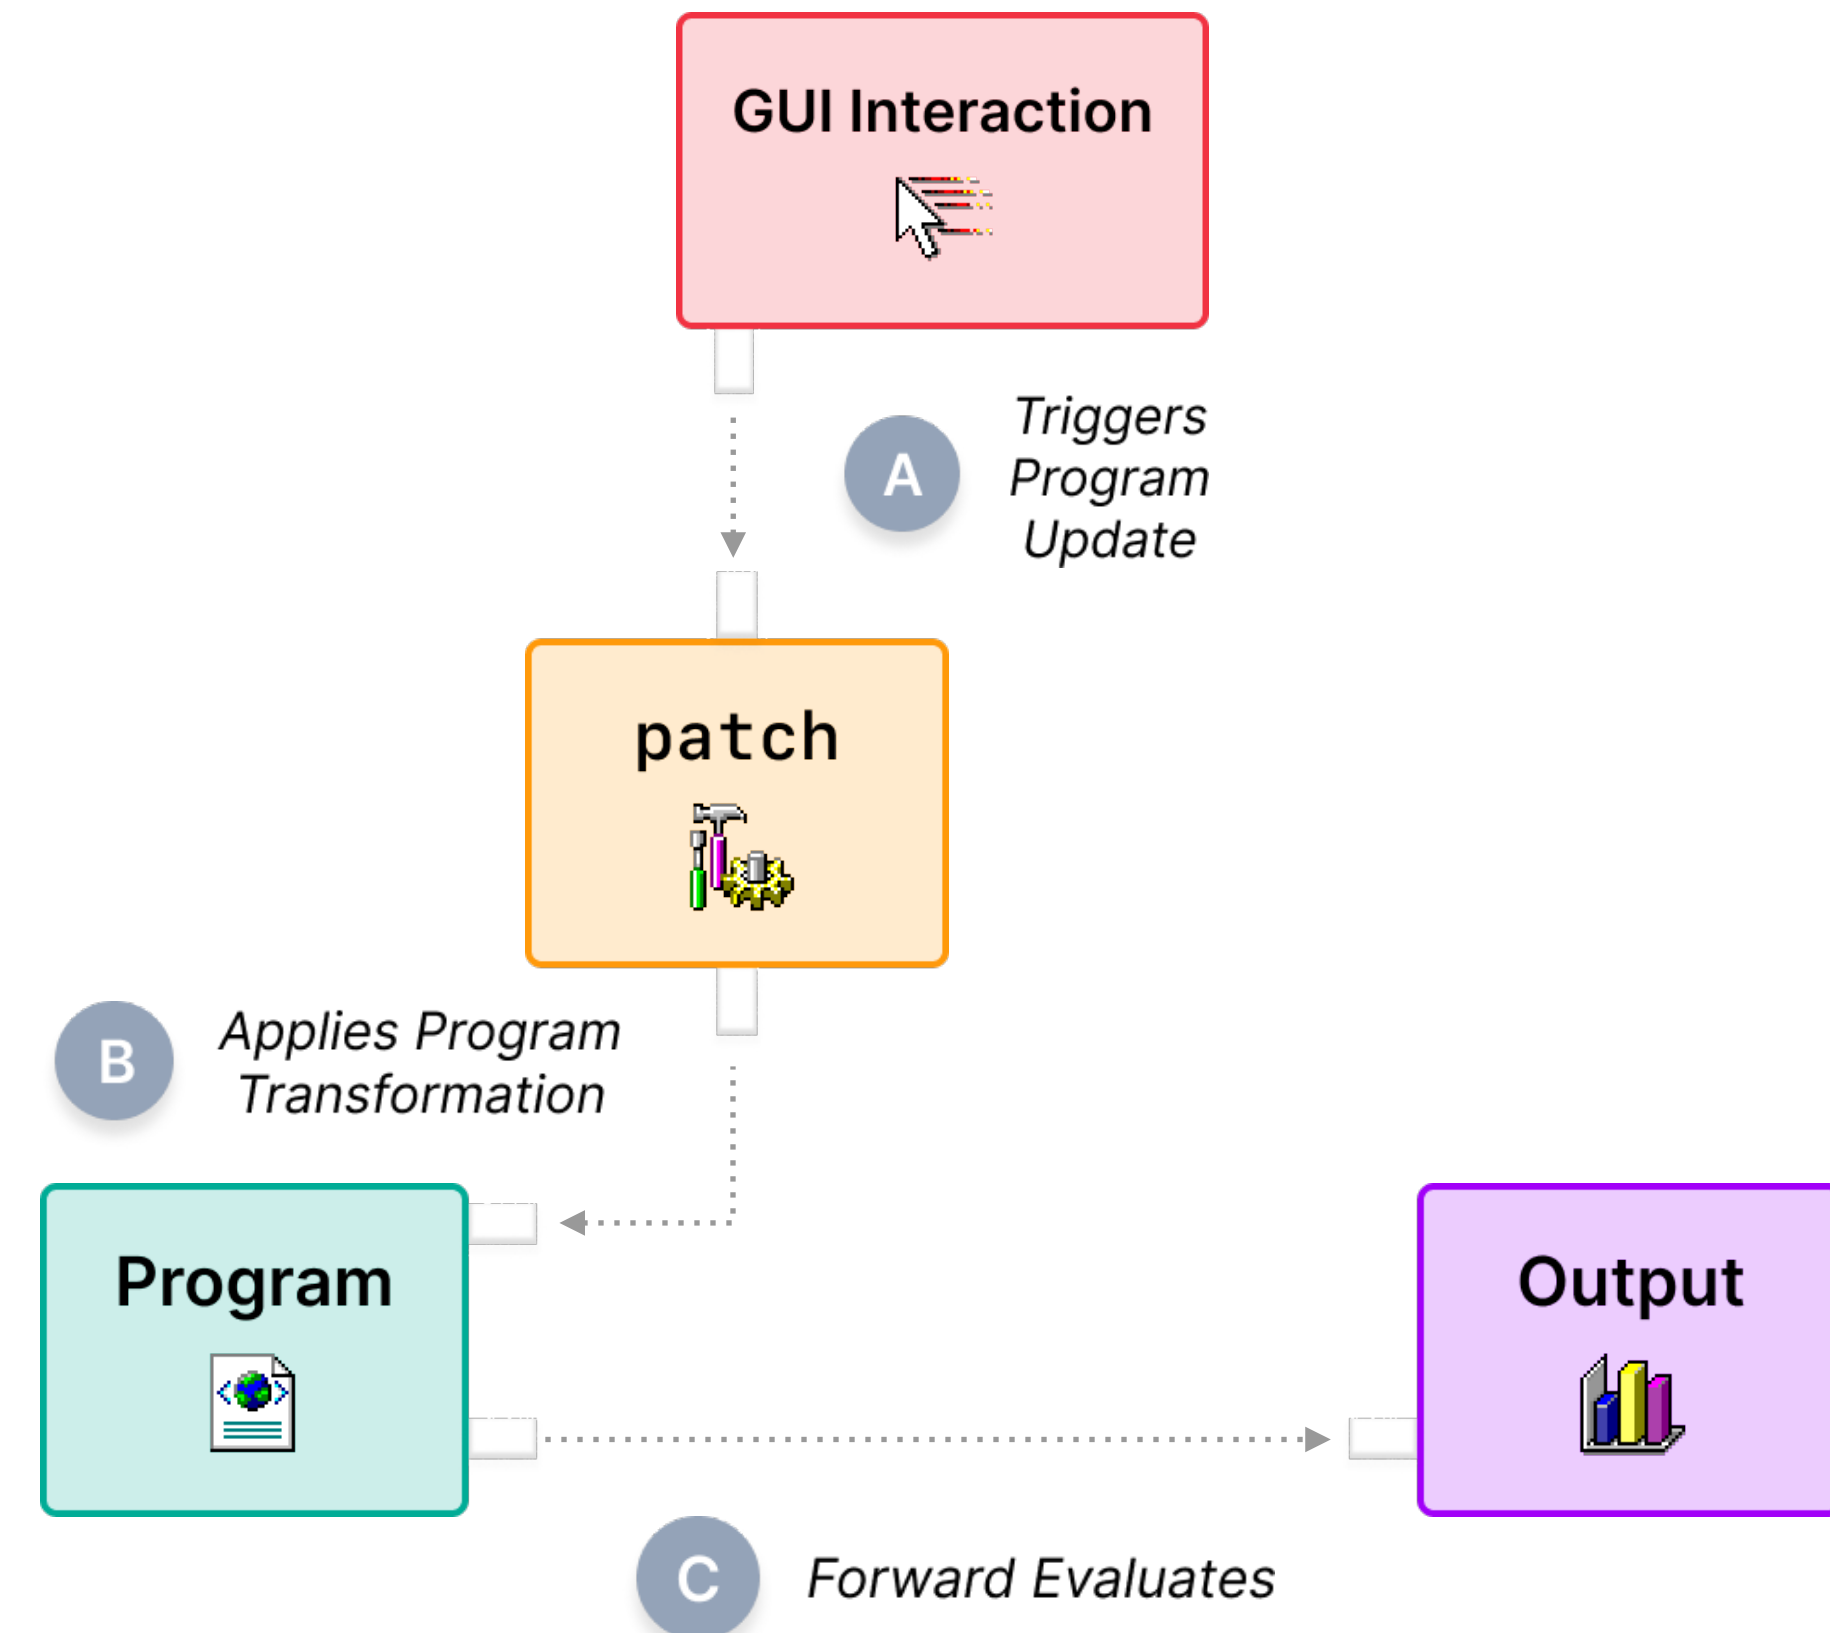 GUI Interaction
A
Triggers
Program
Update
patch
B
Applies Program
Transformation
Program
Output
C
Forward Evaluates